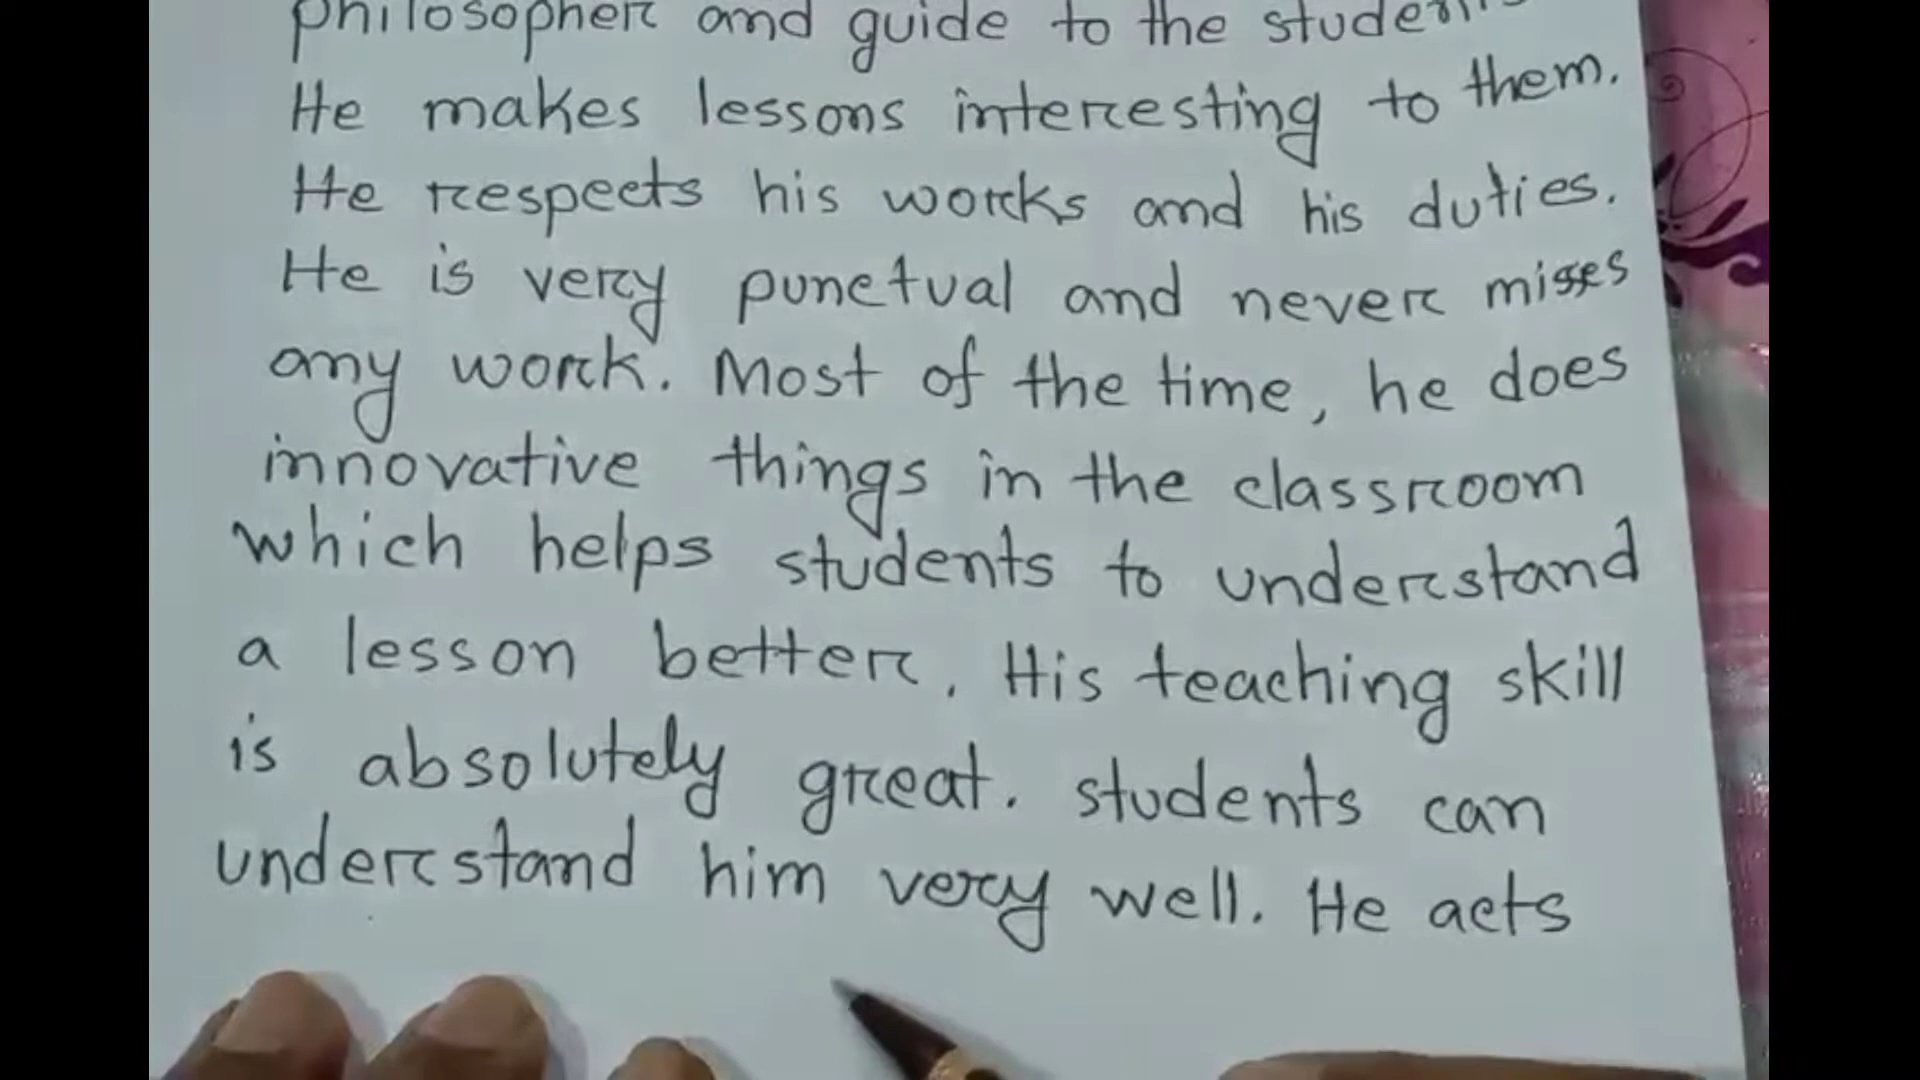 philosopher and guide to the students
He makes lessons interesting to them.
He respects his works and his duties.
He is very punctual and never misses
any work. Most of the time, he does
innovative things in the classroom
which helps students to understand
a lesson better. His teaching skill
is absolutely great. students can
understand him very well. He acts